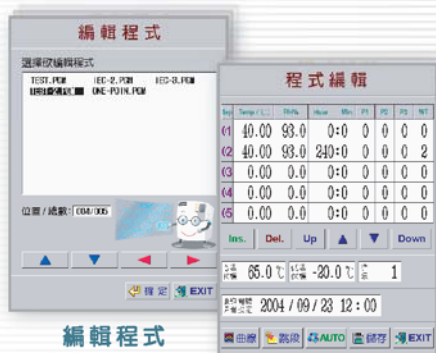 編輯程式
選擇欲編輯程式
TEST.PGM IEC-2.PGM IEC-3.PGM
ONE-POIN.PGM
位置/總數: 004/005
確定 EXIT
編輯程式
程式編輯
Hour Min P1 P2 P3 WT
01 40.00 93.0 0:0 0 0 0 0
02 40.00 93.0 240:0 0 0 0 2
03 0.00 0.0 0:0 0 0 0 0
04 0.00 0.0 0:0 0 0 0 0
05 0.00 0.0 0:0 0 0 0 0
Ins. Del. Up ▲ ▼ Down
65.0 ℃ -20.0 ℃ 1
2004 / 09 / 23 12 : 00
曲線 跳段 AUTO 儲存 EXIT